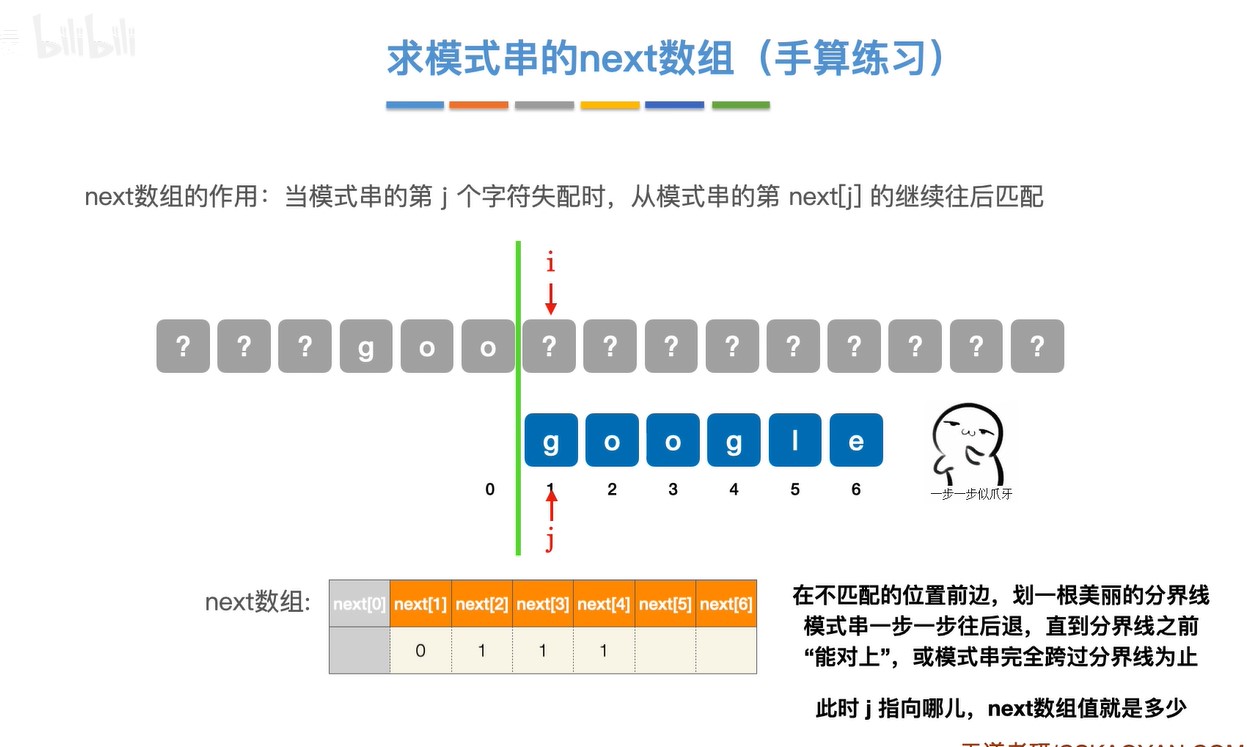 bilibili
求模式串的next数组（手算练习）
next数组的作用：当模式串的第 j 个字符失配时，从模式串的第 next[j] 的继续往后匹配
i
? ? ? g o o ? ? ? ? ? ? ? ? ?
g o o g l e
0 1 2 3 4 5 6
一步一步似爪牙
j
next数组:
next[0] next[1] next[2] next[3] next[4] next[5] next[6]
0 1 1 1
在不匹配的位置前边，划一根美丽的分界线
模式串一步一步往后退，直到分界线之前
“能对上”，或模式串完全跨过分界线为止
此时 j 指向哪儿，next数组值就是多少
王道考研/CSKAOYAN.COM